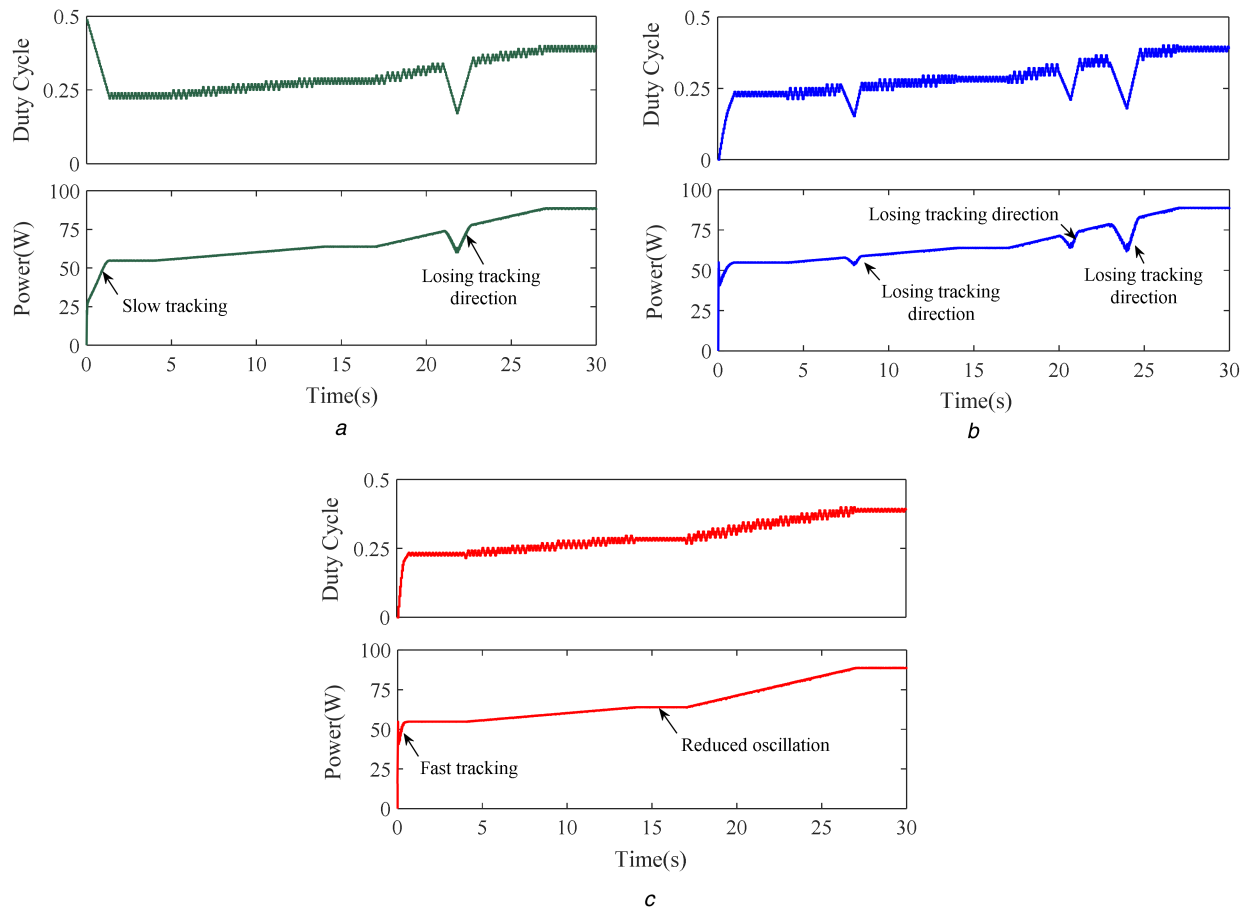 Duty Cycle
0.5
0.25
0
Power(W)
100
75
50
25
0
Slow tracking
Losing tracking
direction
0 5 10 15 20 25 30
Time(s)
a
Duty Cycle
0.5
0.25
0
Power(W)
100
75
50
25
0
Losing tracking direction
Losing tracking
direction
Losing tracking
direction
0 5 10 15 20 25 30
Time(s)
b
Duty Cycle
0.5
0.25
0
Power(W)
100
75
50
25
0
Fast tracking
Reduced oscillation
0 5 10 15 20 25 30
Time(s)
c